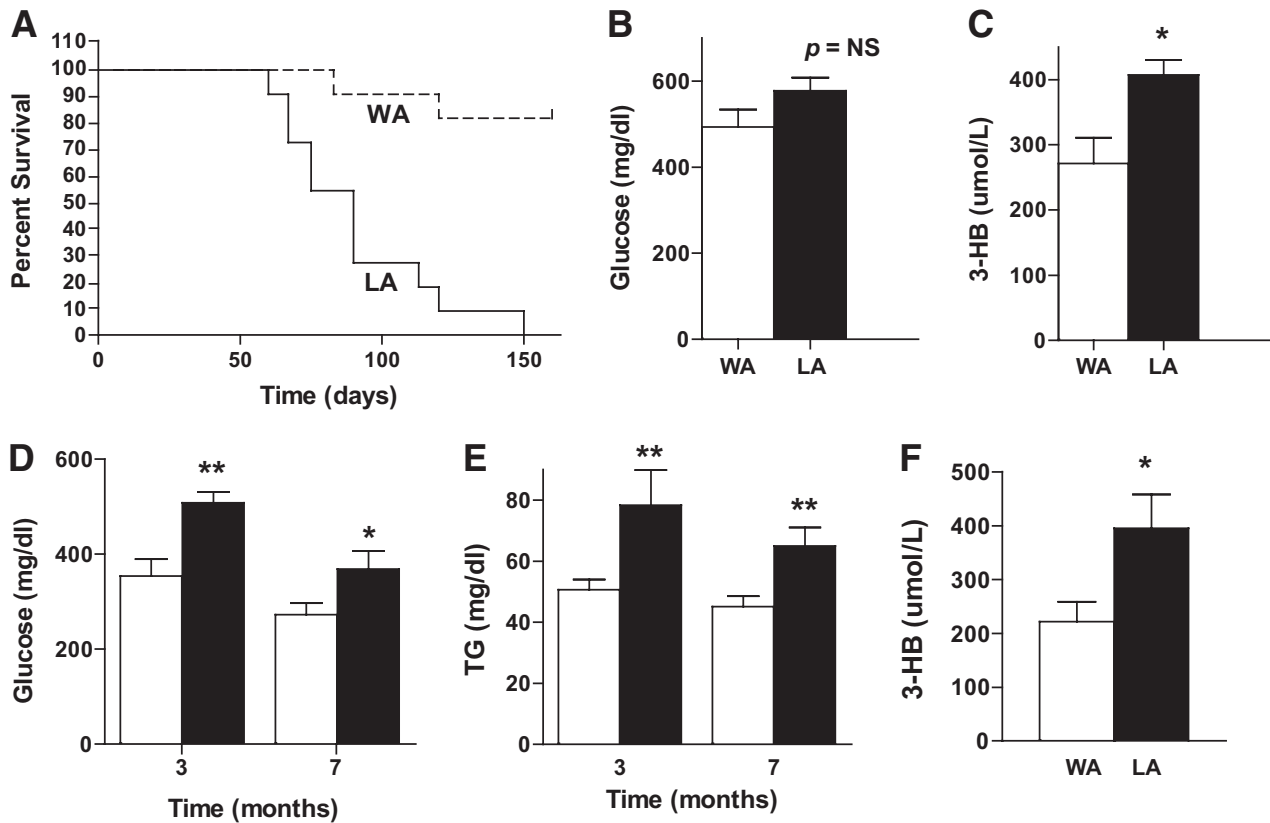 A
110
100
90
80
70
60
50
40
30
20
10
0
Percent Survival
WA
LA
0 50 100 150
Time (days)
B
p = NS
600
400
200
0
Glucose (mg/dl)
WA LA
C
*
400
300
200
100
0
3-HB (umol/L)
WA LA
D
600
400
200
0
Glucose (mg/dl)
**
*
3 7
Time (months)
E
80
60
40
20
0
TG (mg/dl)
**
**
3 7
Time (months)
F
500
400
300
200
100
0
3-HB (umol/L)
*
WA LA